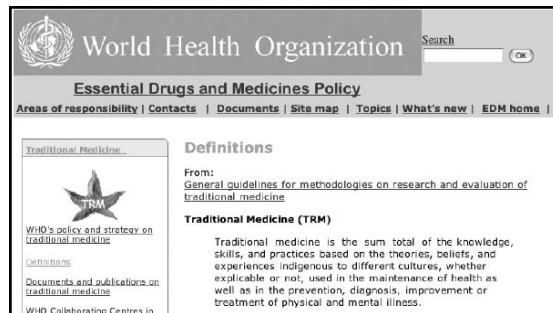 World Health Organization
Search
OK
Essential Drugs and Medicines Policy
Areas of responsibility | Contacts | Documents | Site map | Topics | What's new | EDM home |
Traditional Medicine
TRM
WHO's policy and strategy on
traditional medicine
Definitions
Documents and publications on
traditional medicine
WHO Collaborating Centres in
Definitions
From:
General guidelines for methodologies on research and evaluation of
traditional medicine
Traditional Medicine (TRM)
Traditional medicine is the sum total of the knowledge,
skills, and practices based on the theories, beliefs, and
experiences indigenous to different cultures, whether
explicable or not, used in the maintenance of health as
well as in the prevention, diagnosis, improvement or
treatment of physical and mental illness.